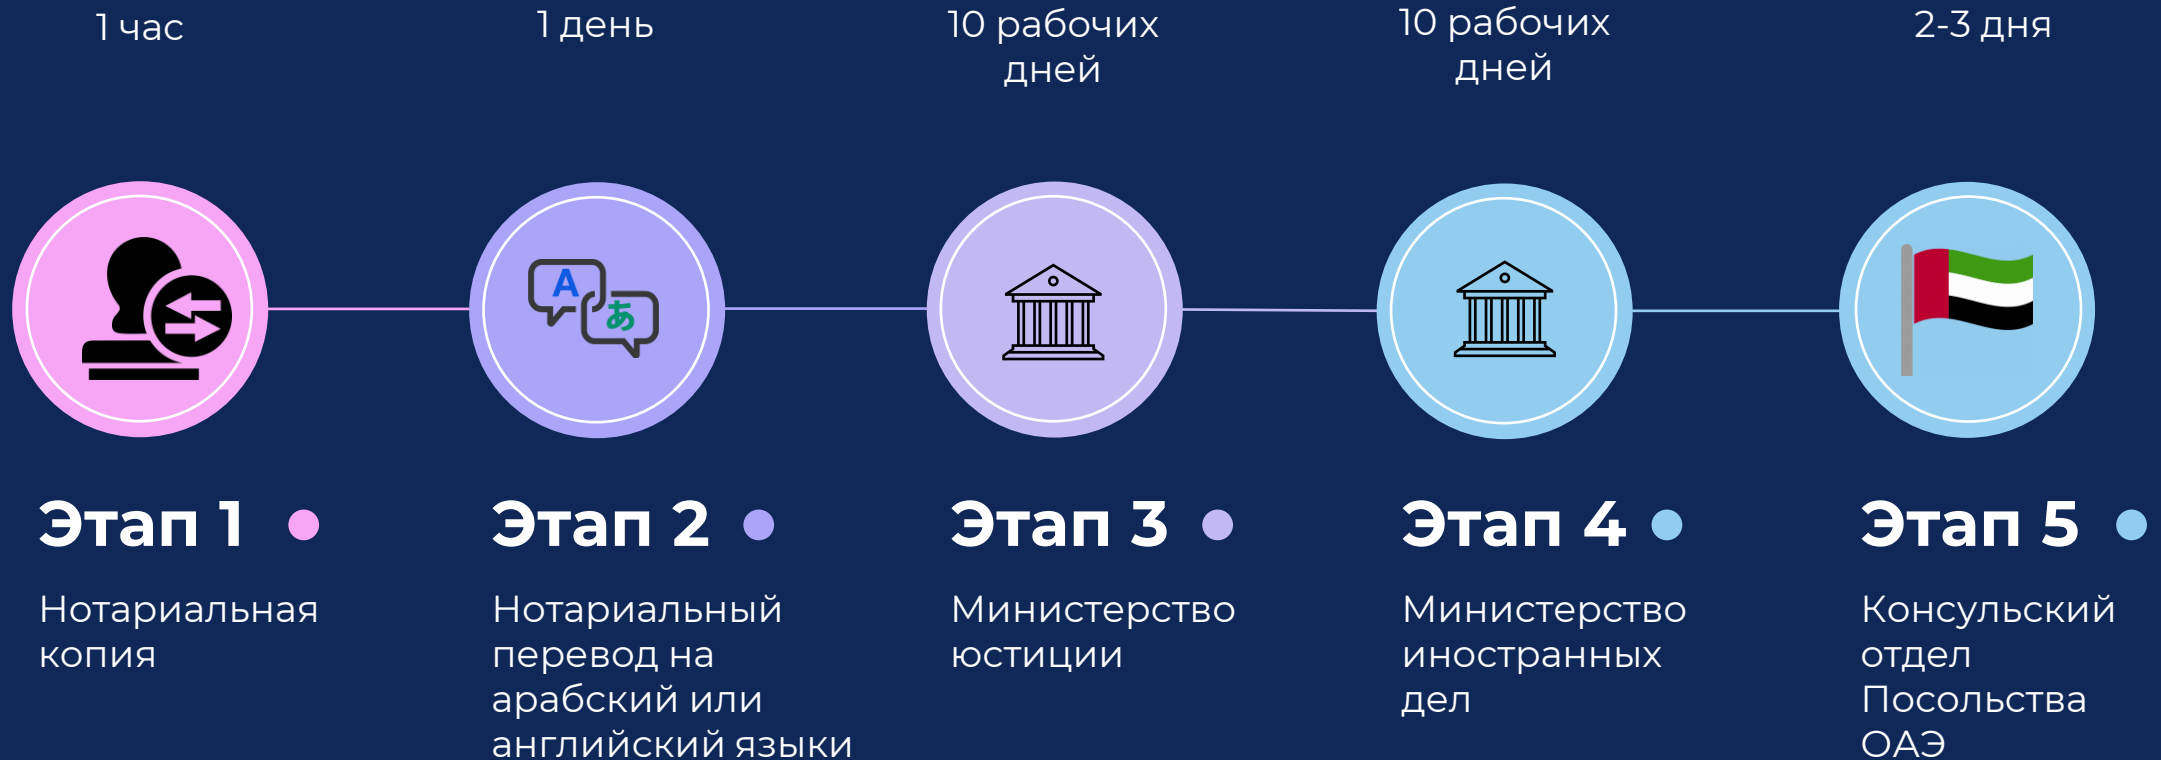 1 час
1 день
10 рабочих
дней
10 рабочих
дней
2-3 дня
A
あ
Этап 1
Нотариальная
копия
Этап 2
Нотариальный
перевод на
арабский или
английский языки
Этап 3
Министерство
юстиции
Этап 4
Министерство
иностранных
дел
Этап 5
Консульский
отдел
Посольства
ОАЭ